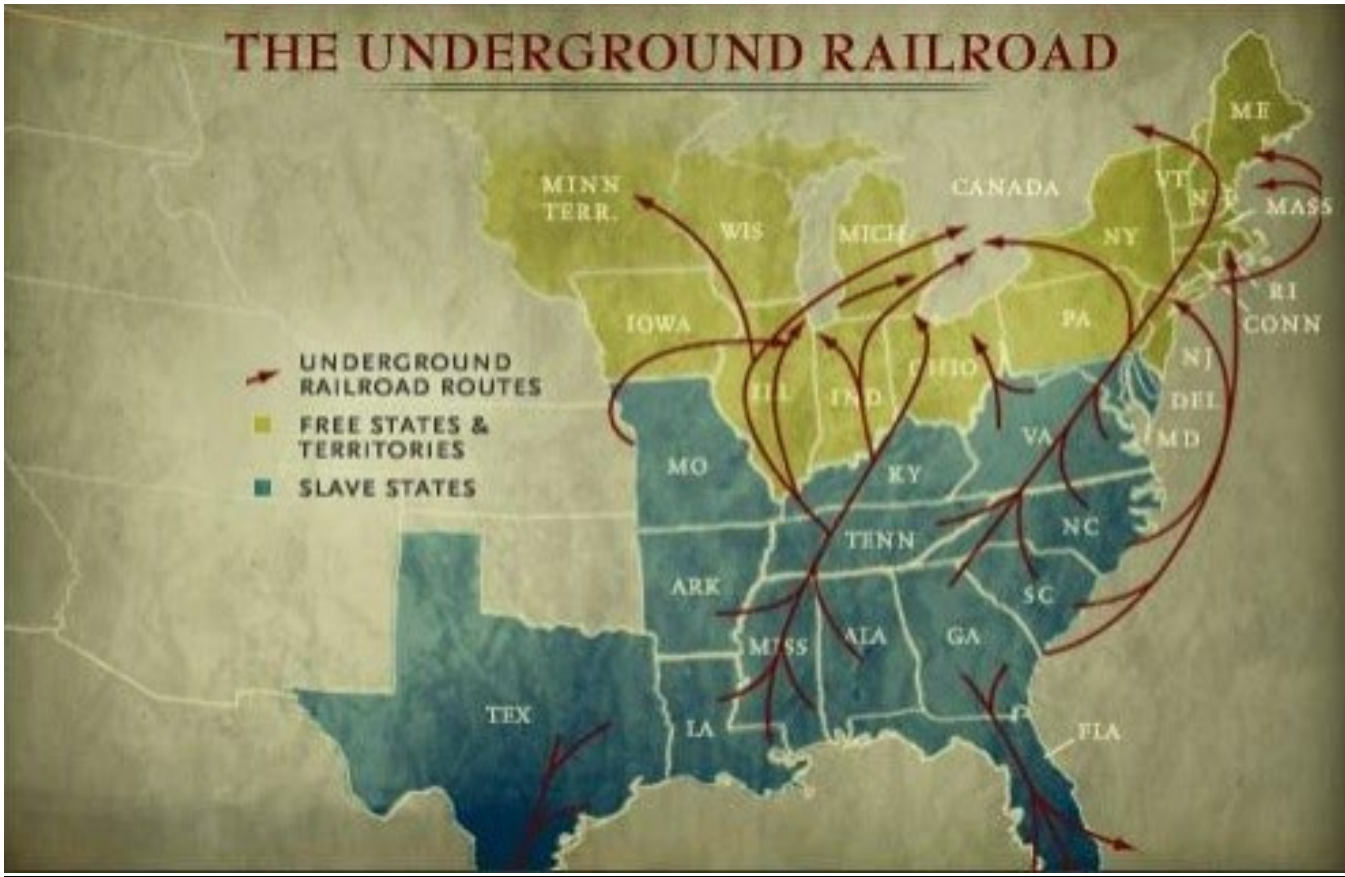 THE UNDERGROUND RAILROAD
ME
MINN
TERR.
CANADA
VT
MASS
WIS
MICH
NY
RI
IOWA
PA
CONN
UNDERGROUND
RAILROAD ROUTES
NJ
OHIO
ILL
IND
DEL
FREE STATES &
TERRITORIES
VA
MD
MO
KY
SLAVE STATES
NC
TENN
ARK
SC
MISS
ALA
GA
TEX
LA
FLA